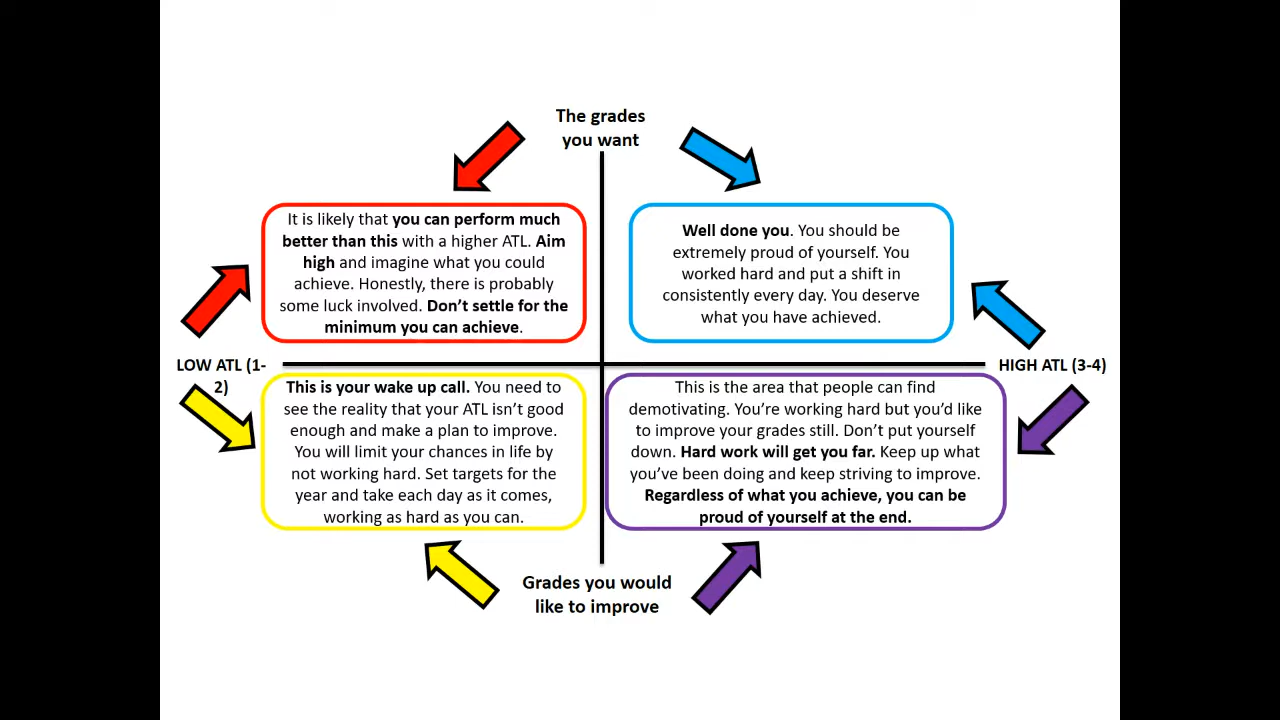 The grades
you want
It is likely that you can perform much
better than this with a higher ATL. Aim
high and imagine what you could
achieve. Honestly, there is probably
some luck involved. Don’t settle for the
minimum you can achieve.
Well done you. You should be
extremely proud of yourself. You
worked hard and put a shift in
consistently every day. You deserve
what you have achieved.
LOW ATL (1-
2)
HIGH ATL (3-4)
This is your wake up call. You need to
see the reality that your ATL isn’t good
enough and make a plan to improve.
You will limit your chances in life by
not working hard. Set targets for the
year and take each day as it comes,
working as hard as you can.
This is the area that people can find
demotivating. You’re working hard but you’d like
to improve your grades still. Don’t put yourself
down. Hard work will get you far. Keep up what
you’ve been doing and keep striving to improve.
Regardless of what you achieve, you can be
proud of yourself at the end.
Grades you would
like to improve